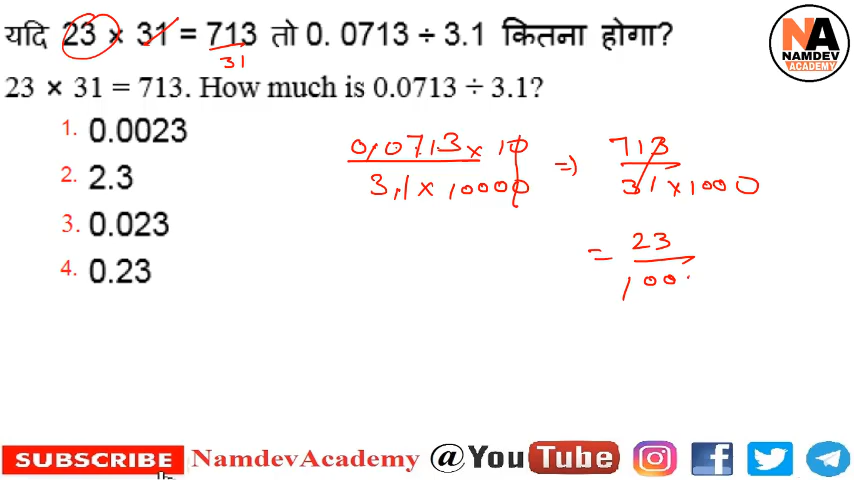 यदि 23 × 31 = 713 तो 0. 0713 ÷ 3.1 कितना होगा?
31
23 × 31 = 713. How much is 0.0713 ÷ 3.1?
1. 0.0023
2. 2.3
3. 0.023
4. 0.23
0,0713 × 10 ⇒ 713
3,1 × 10000 31 × 1000
= 23
100
NA
NAMDEV
ACADEMY
SUBSCRIBE NamdevAcademy @YouTube